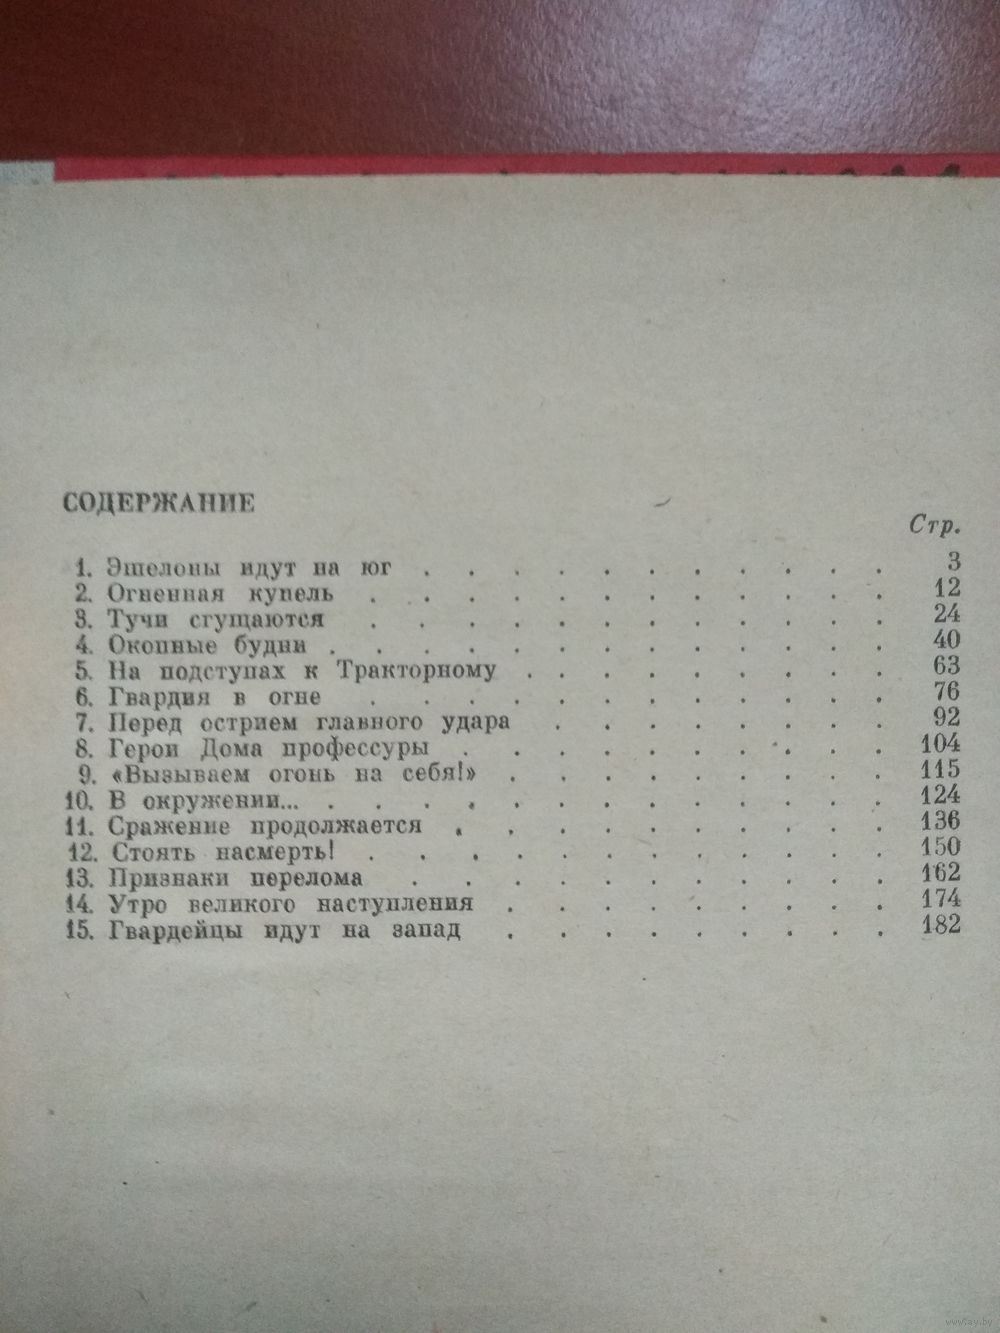 СОДЕРЖАНИЕ
Стр.
1. Эшелоны идут на юг . . . . . . . . . . . 3
2. Огненная купель . . . . . . . . . . . . 12
3. Тучи сгущаются . . . . . . . . . . . . 24
4. Окопные будни . . . . . . . . . . . . . 40
5. На подступах к Тракторному . . . . . . . . . 63
6. Гвардия в огне . . . . . . . . . . . . 76
7. Перед острием главного удара . . . . . . . . 92
8. Герои Дома профессуры . . . . . . . . . . 104
9. «Вызываем огонь на себя!» . . . . . . . . . 115
10. В окружении... . . . . . . . . . . . . . 124
11. Сражение продолжается . . . . . . . . . . 136
12. Стоять насмерть! . . . . . . . . . . . . 150
13. Признаки перелома . . . . . . . . . . . 162
14. Утро великого наступления . . . . . . . . . 174
15. Гвардейцы идут на запад . . . . . . . . . 182
www.ay.by